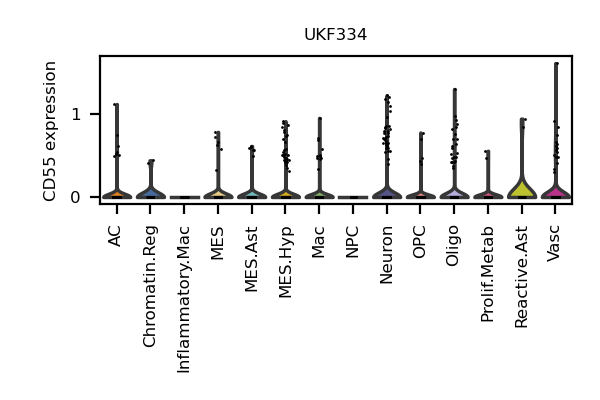 UKF334
CD55 expression
1
0
AC
Chromatin.Reg
Inflammatory.Mac
MES
MES.Ast
MES.Hyp
Mac
NPC
Neuron
OPC
Oligo
Prolif.Metab
Reactive.Ast
Vasc